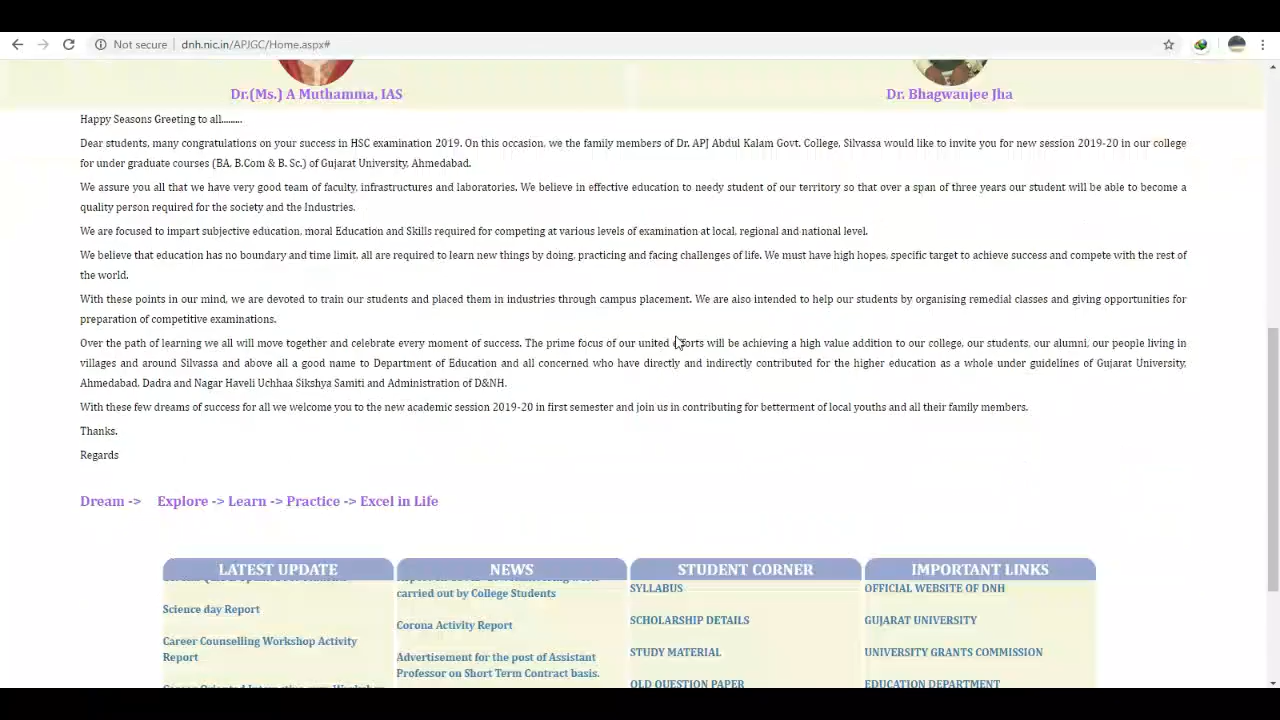 Not secure
dnh.nic.in/APJGC/Home.aspx#
Dr.(Ms.) A Muthamma, IAS
Dr. Bhagwanjee Jha
Happy Seasons Greeting to all.........
Dear students, many congratulations on your success in HSC examination 2019. On this occasion, we the family members of Dr. APJ Abdul Kalam Govt. College, Silvassa would like to invite you for new session 2019-20 in our college
for under graduate courses (BA, B.Com & B. Sc.) of Gujarat University, Ahmedabad.
We assure you all that we have very good team of faculty, infrastructures and laboratories. We believe in effective education to needy student of our territory so that over a span of three years our student will be able to become a
quality person required for the society and the Industries.
We are focused to impart subjective education, moral Education and Skills required for competing at various levels of examination at local, regional and national level.
We believe that education has no boundary and time limit, all are required to learn new things by doing, practicing and facing challenges of life. We must have high hopes, specific target to achieve success and compete with the rest of
the world.
With these points in our mind, we are devoted to train our students and placed them in industries through campus placement. We are also intended to help our students by organising remedial classes and giving opportunities for
preparation of competitive examinations.
Over the path of learning we all will move together and celebrate every moment of success. The prime focus of our united efforts will be achieving a high value addition to our college, our students, our alumni, our people living in
villages and around Silvassa and above all a good name to Department of Education and all concerned who have directly and indirectly contributed for the higher education as a whole under guidelines of Gujarat University,
Ahmedabad, Dadra and Nagar Haveli Uchhaa Sikshya Samiti and Administration of D&NH.
With these few dreams of success for all we welcome you to the new academic session 2019-20 in first semester and join us in contributing for betterment of local youths and all their family members.
Thanks.
Regards
Dream -> Explore -> Learn -> Practice -> Excel in Life
LATEST UPDATE
Science day Report
Career Counselling Workshop Activity
Report
NEWS
carried out by College Students
Corona Activity Report
Advertisement for the post of Assistant
Professor on Short Term Contract basis.
STUDENT CORNER
SYLLABUS
SCHOLARSHIP DETAILS
STUDY MATERIAL
OLD QUESTION PAPER
IMPORTANT LINKS
OFFICIAL WEBSITE OF DNH
GUJARAT UNIVERSITY
UNIVERSITY GRANTS COMMISSION
EDUCATION DEPARTMENT